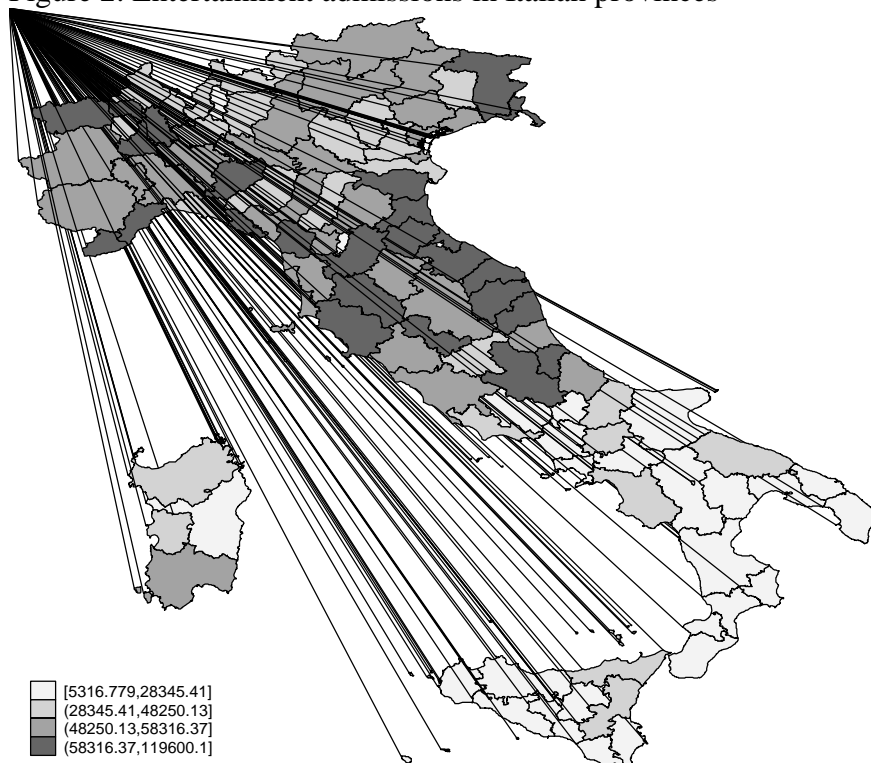 Figure 2: Entertainment admissions in Italian provinces
[5316.779,28345.41]
(28345.41,48250.13]
(48250.13,58316.37]
(58316.37,119600.1]